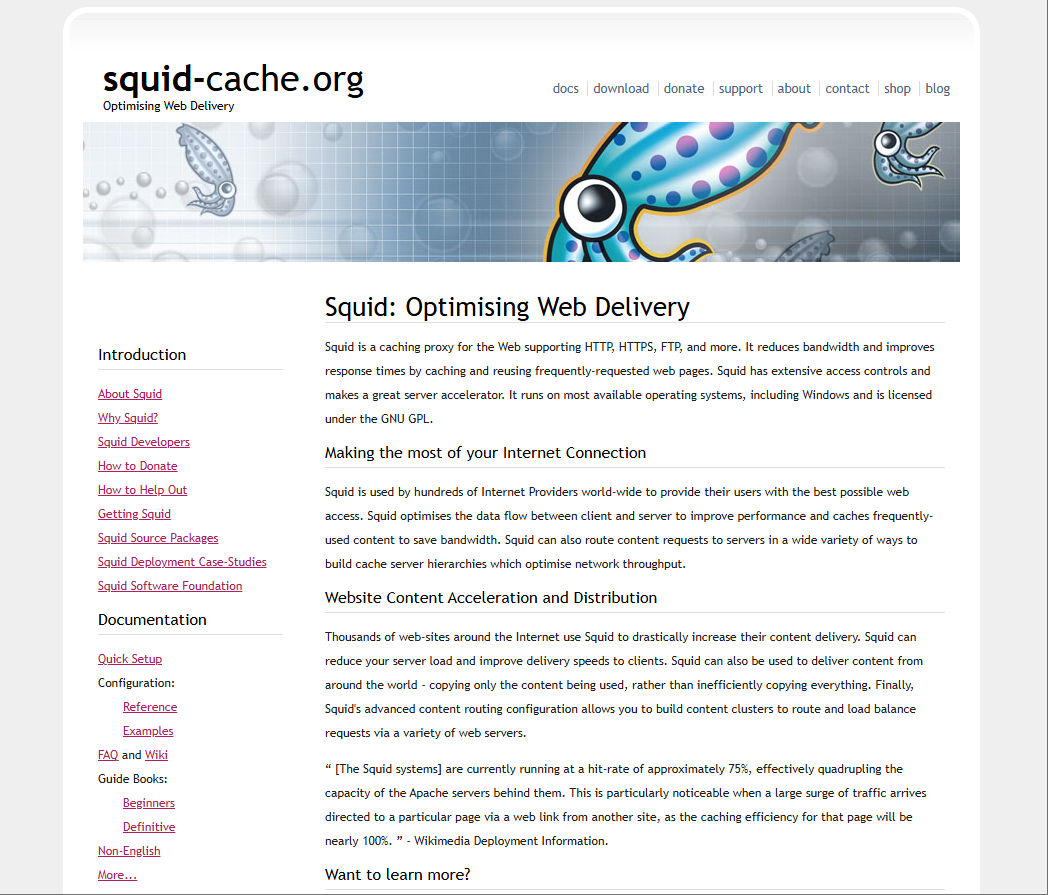 squid-cache.org
Optimising Web Delivery
docs
download
donate
support
about
contact
shop
blog
Introduction
About Squid
Why Squid?
Squid Developers
How to Donate
How to Help Out
Getting Squid
Squid Source Packages
Squid Deployment Case-Studies
Squid Software Foundation
Documentation
Quick Setup
Configuration:
Reference
Examples
FAQ and Wiki
Guide Books:
Beginners
Definitive
Non-English
More...
Squid: Optimising Web Delivery
Squid is a caching proxy for the Web supporting HTTP, HTTPS, FTP, and more. It reduces bandwidth and improves
response times by caching and reusing frequently-requested web pages. Squid has extensive access controls and
makes a great server accelerator. It runs on most available operating systems, including Windows and is licensed
under the GNU GPL.
Making the most of your Internet Connection
Squid is used by hundreds of Internet Providers world-wide to provide their users with the best possible web
access. Squid optimises the data flow between client and server to improve performance and caches frequently-
used content to save bandwidth. Squid can also route content requests to servers in a wide variety of ways to
build cache server hierarchies which optimise network throughput.
Website Content Acceleration and Distribution
Thousands of web-sites around the Internet use Squid to drastically increase their content delivery. Squid can
reduce your server load and improve delivery speeds to clients. Squid can also be used to deliver content from
around the world - copying only the content being used, rather than inefficiently copying everything. Finally,
Squid's advanced content routing configuration allows you to build content clusters to route and load balance
requests via a variety of web servers.
“ [The Squid systems] are currently running at a hit-rate of approximately 75%, effectively quadrupling the
capacity of the Apache servers behind them. This is particularly noticeable when a large surge of traffic arrives
directed to a particular page via a web link from another site, as the caching efficiency for that page will be
nearly 100%. ” - Wikimedia Deployment Information.
Want to learn more?